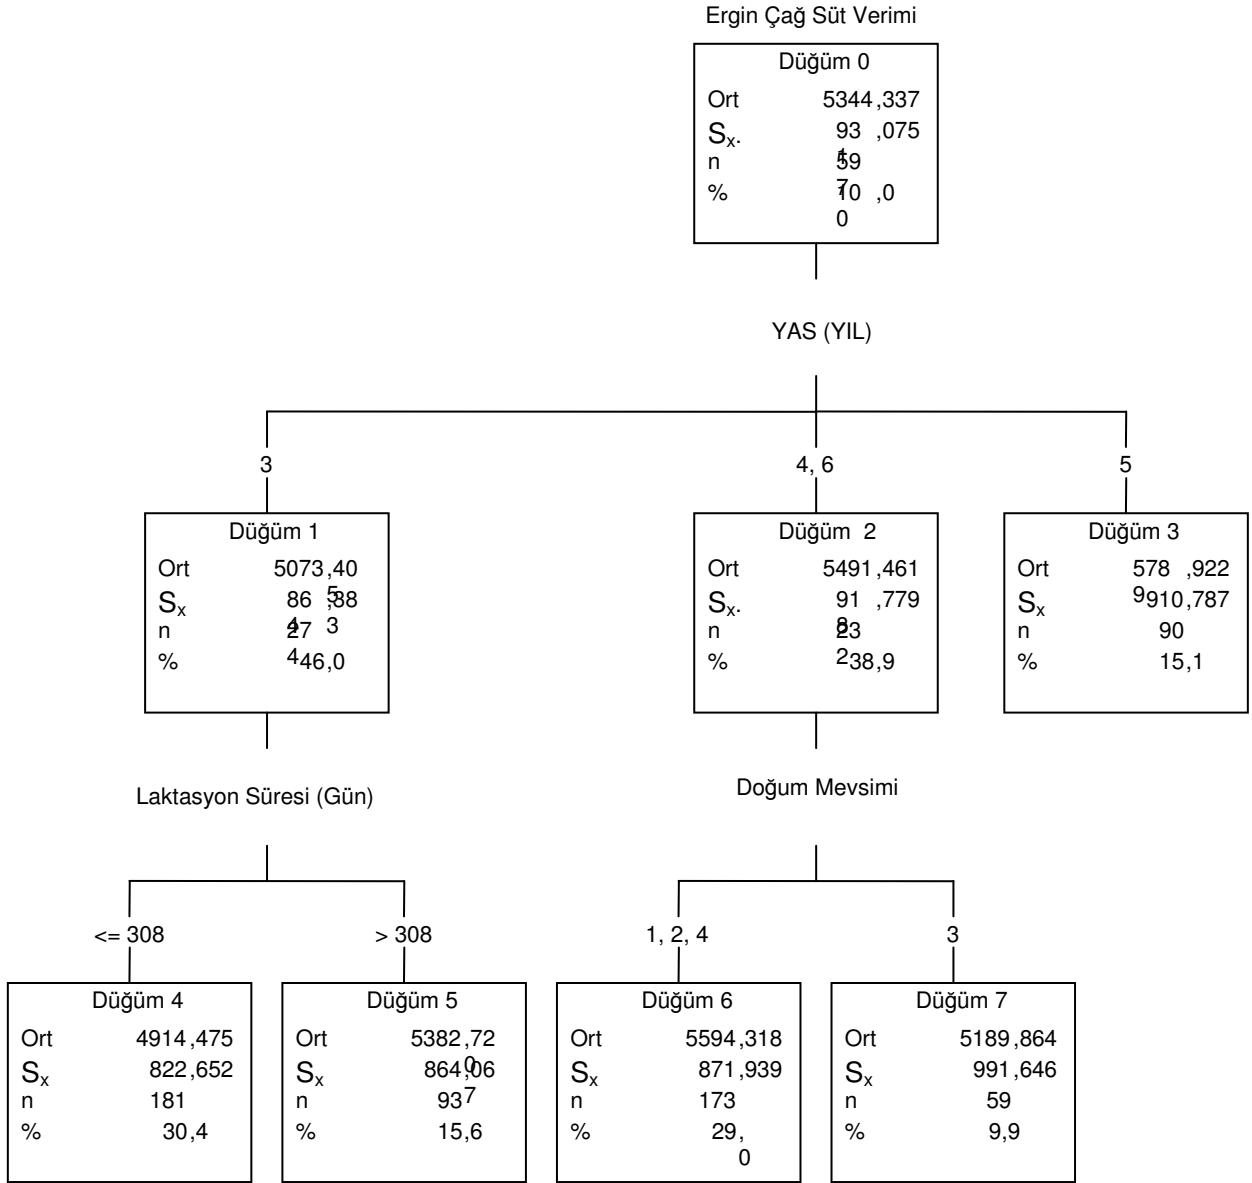 Ergin Çağ Süt Verimi
Düğüm 0
Ort 5344,337
Sx. 931,075
n 597
% 100,0
YAS (YIL)
3
4, 6
5
Düğüm 1
Ort 5073,405
Sx 864,383
n 274
% 46,0
Düğüm 2
Ort 5491,461
Sx. 918,779
n 232
% 38,9
Düğüm 3
Ort 5789,922
Sx 910,787
n 90
% 15,1
Laktasyon Süresi (Gün)
Doğum Mevsimi
<= 308
> 308
1, 2, 4
3
Düğüm 4
Ort 4914,475
Sx 822,652
n 181
% 30,4
Düğüm 5
Ort 5382,720
Sx 864,067
n 93
% 15,6
Düğüm 6
Ort 5594,318
Sx 871,939
n 173
% 29,0
Düğüm 7
Ort 5189,864
Sx 991,646
n 59
% 9,9